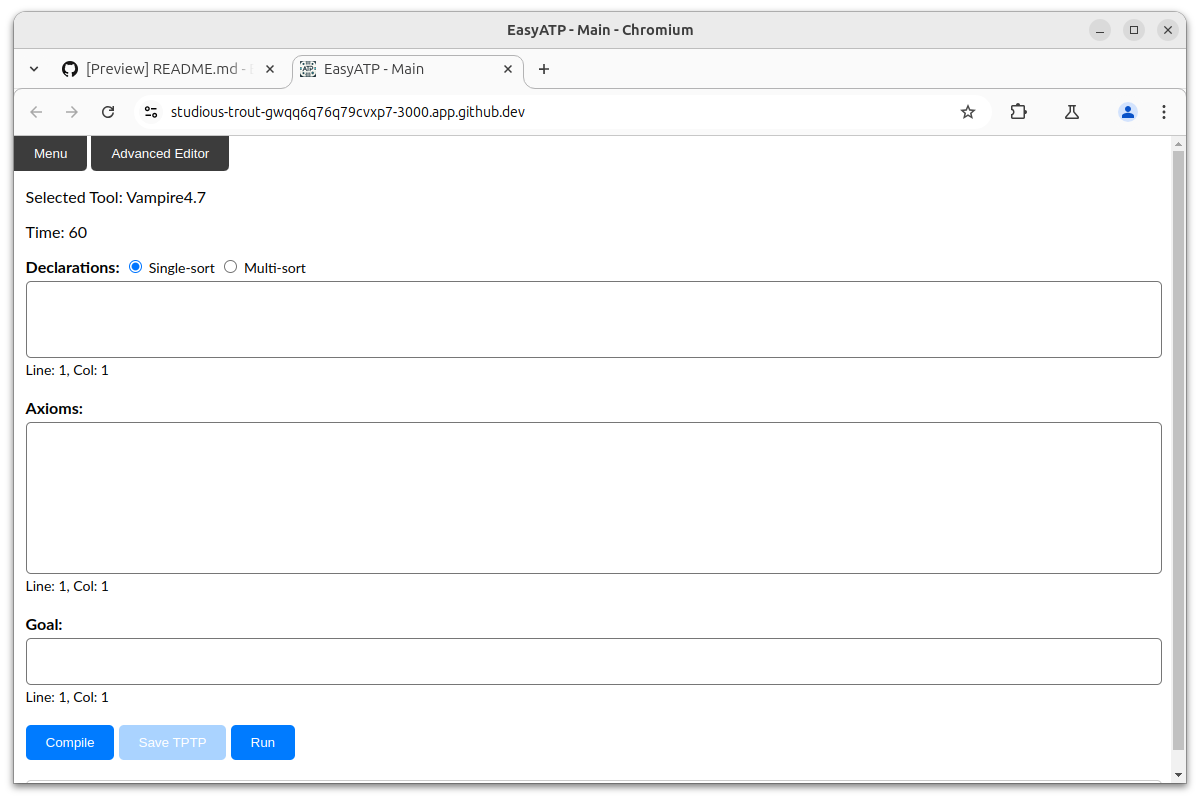 EasyATP - Main - Chromium
[Preview] README.md -
EasyATP - Main
studious-trout-gwqq6q76q79cvxp7-3000.app.github.dev
Menu
Advanced Editor
Selected Tool: Vampire4.7
Time: 60
Declarations: Single-sort Multi-sort
Line: 1, Col: 1
Axioms:
Line: 1, Col: 1
Goal:
Line: 1, Col: 1
Compile
Save TPTP
Run